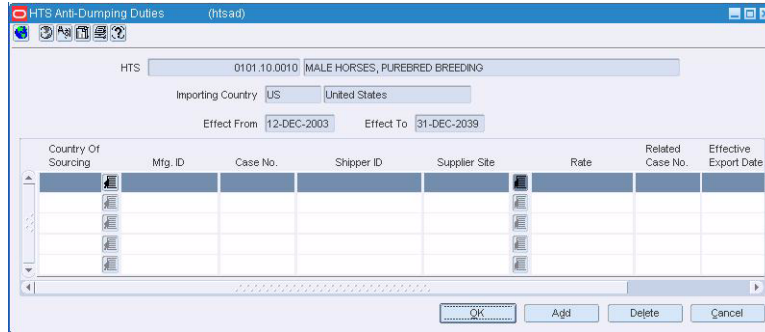 HTS Anti-Dumping Duties (htsad)
HTS 0101.10.0010 MALE HORSES, PUREBRED BREEDING
Importing Country US United States
Effect From 12-DEC-2003 Effect To 31-DEC-2039
Country Of Sourcing Mfg. ID Case No. Shipper ID Supplier Site Rate Related Case No. Effective Export Date
OK Add Delete Cancel